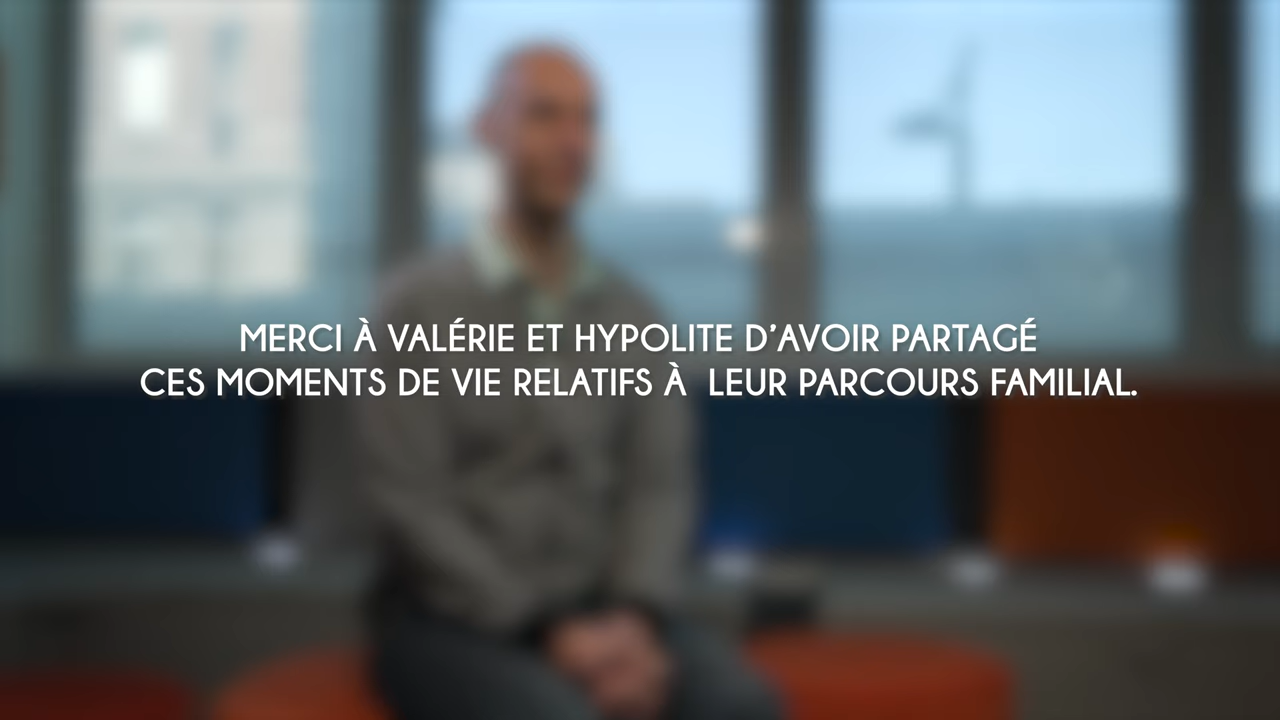 MERCI À VALÉRIE ET HYPOLITE D'AVOIR PARTAGÉ
CES MOMENTS DE VIE RELATIFS À  LEUR PARCOURS FAMILIAL.